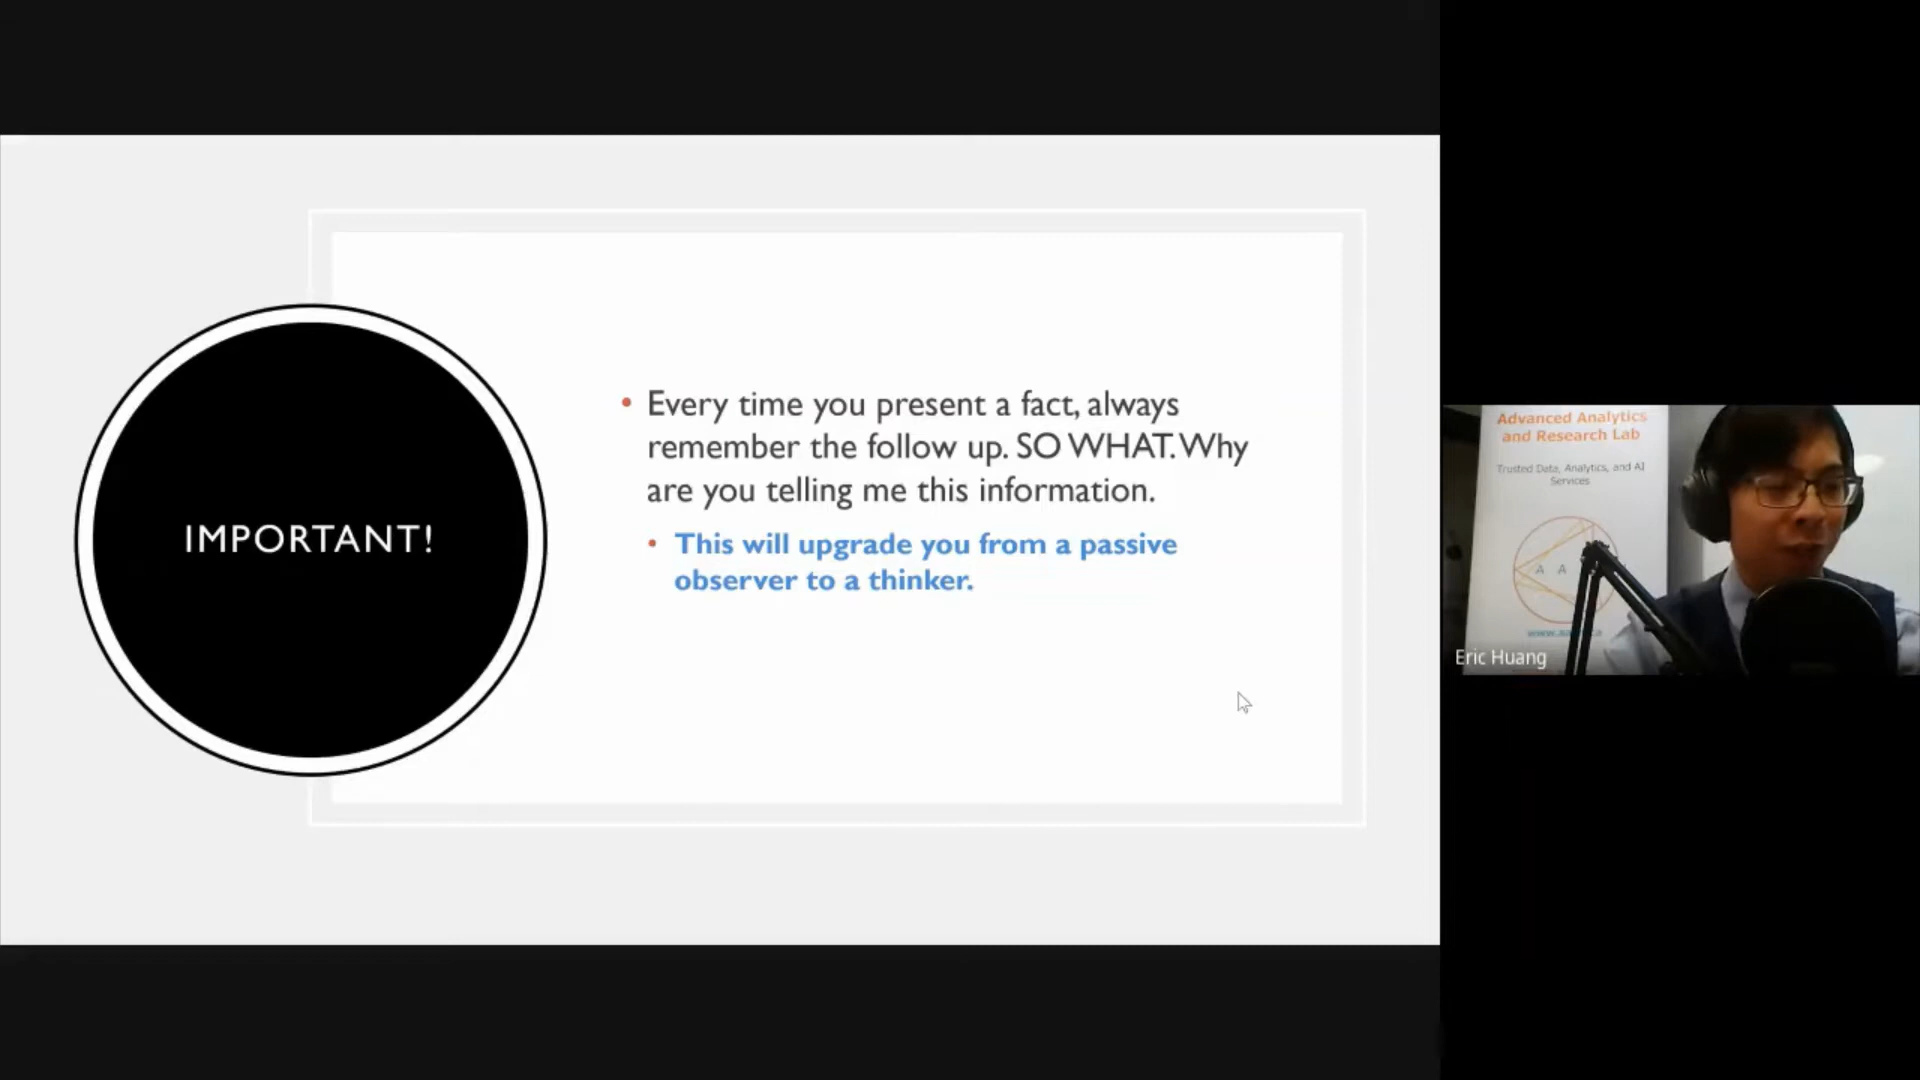 IMPORTANT!
• Every time you present a fact, always
remember the follow up. SO WHAT. Why
are you telling me this information.
• This will upgrade you from a passive
observer to a thinker.
Advanced Analytics
and Research Lab
Trusted Data, Analytics, and AI
Services
A A
Eric Huang